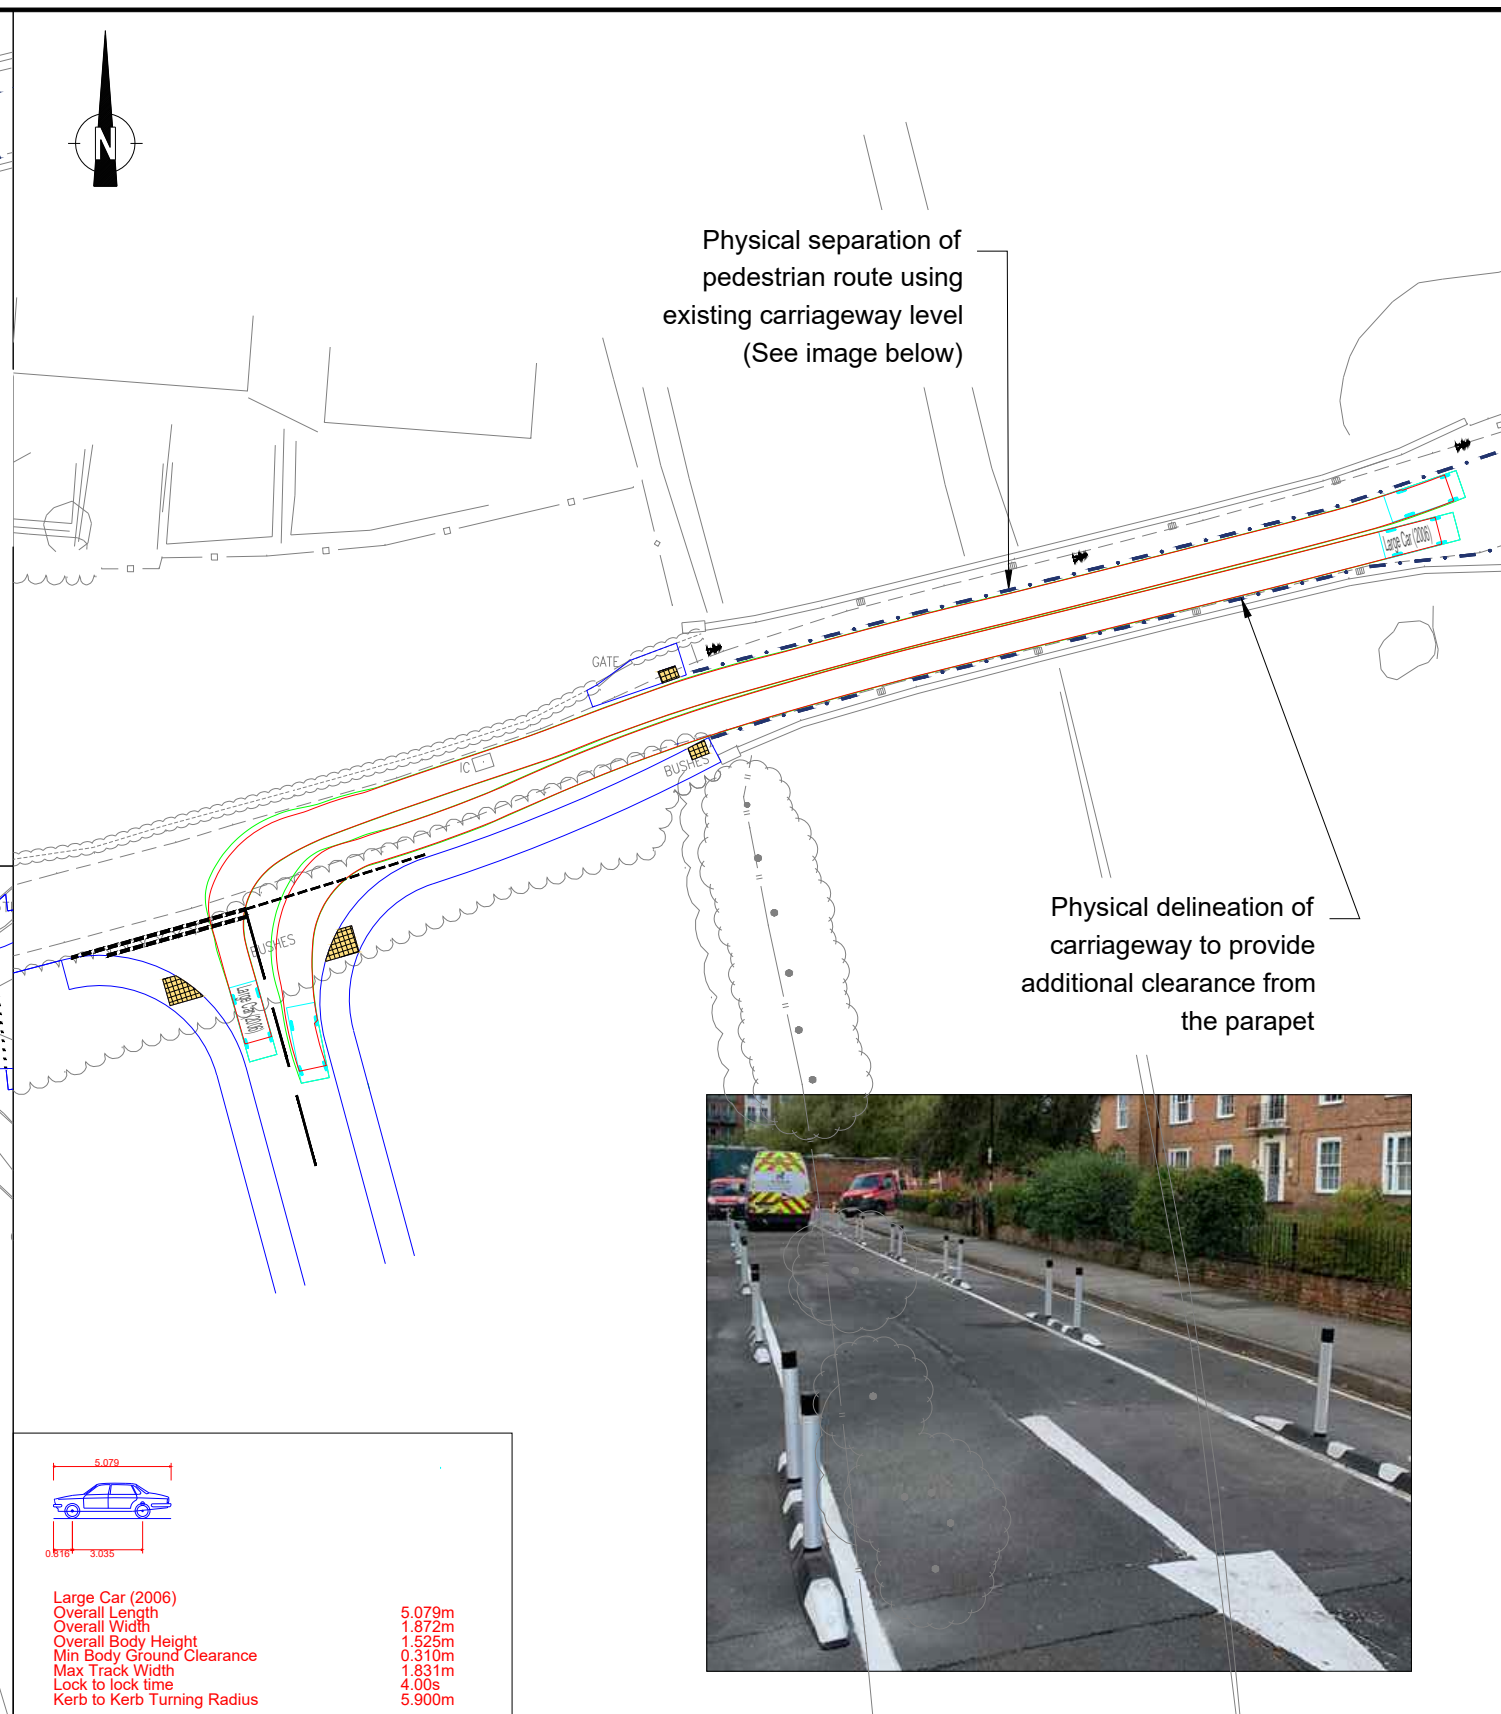 N
Physical separation of
pedestrian route using
existing carriageway level
(See image below)
Large Car (2006)
GATE
IC
BUSHES
BUSHES
Large Car (2006)
Physical delineation of
carriageway to provide
additional clearance from
the parapet
5.079
0.816 3.035
Large Car (2006)
Overall Length 5.079m
Overall Width 1.872m
Overall Body Height 1.525m
Min Body Ground Clearance 0.310m
Max Track Width 1.831m
Lock to lock time 4.00s
Kerb to Kerb Turning Radius 5.900m